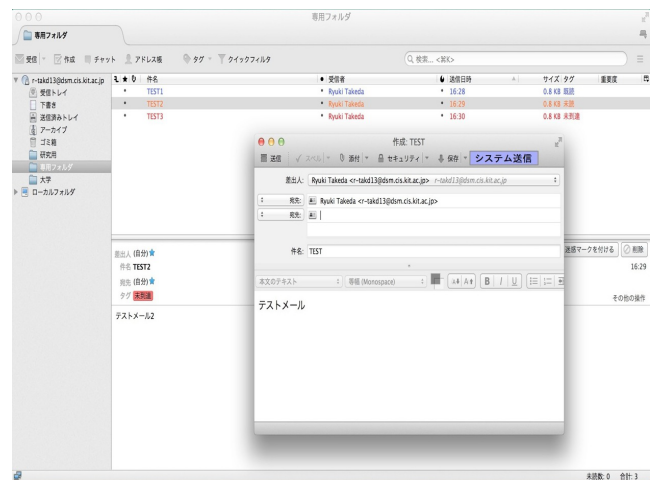 専用フォルダ
専用フォルダ
受信 作成 チャット アドレス帳 タグ クイックフィルタ 検索... <⌘K>
r-takd13@dsm.cis.kit.ac.jp
受信トレイ
下書き
送信済みトレイ
アーカイブ
ゴミ箱
研究用
専用フォルダ
大学
ローカルフォルダ
件名 受信者 送信日時 サイズ タグ 重要度
TEST1 Ryuki Takeda 16:28 0.8 KB 既読
TEST2 Ryuki Takeda 16:29 0.8 KB 未読
TEST3 Ryuki Takeda 16:30 0.8 KB 未到達
差出人 (自分)
件名 TEST2
宛先 (自分)
タグ 未到達
テストメール2
迷惑マークを付ける 削除
16:29
その他の操作
作成: TEST
送信 スペル 添付 セキュリティ 保存 システム送信
差出人: Ryuki Takeda <r-takd13@dsm.cis.kit.ac.jp> r-takd13@dsm.cis.kit.ac.jp
宛先: Ryuki Takeda <r-takd13@dsm.cis.kit.ac.jp>
宛先:
件名: TEST
本文のテキスト 等幅 (Monospace) A A B I U
テストメール
未読数: 0 合計: 3